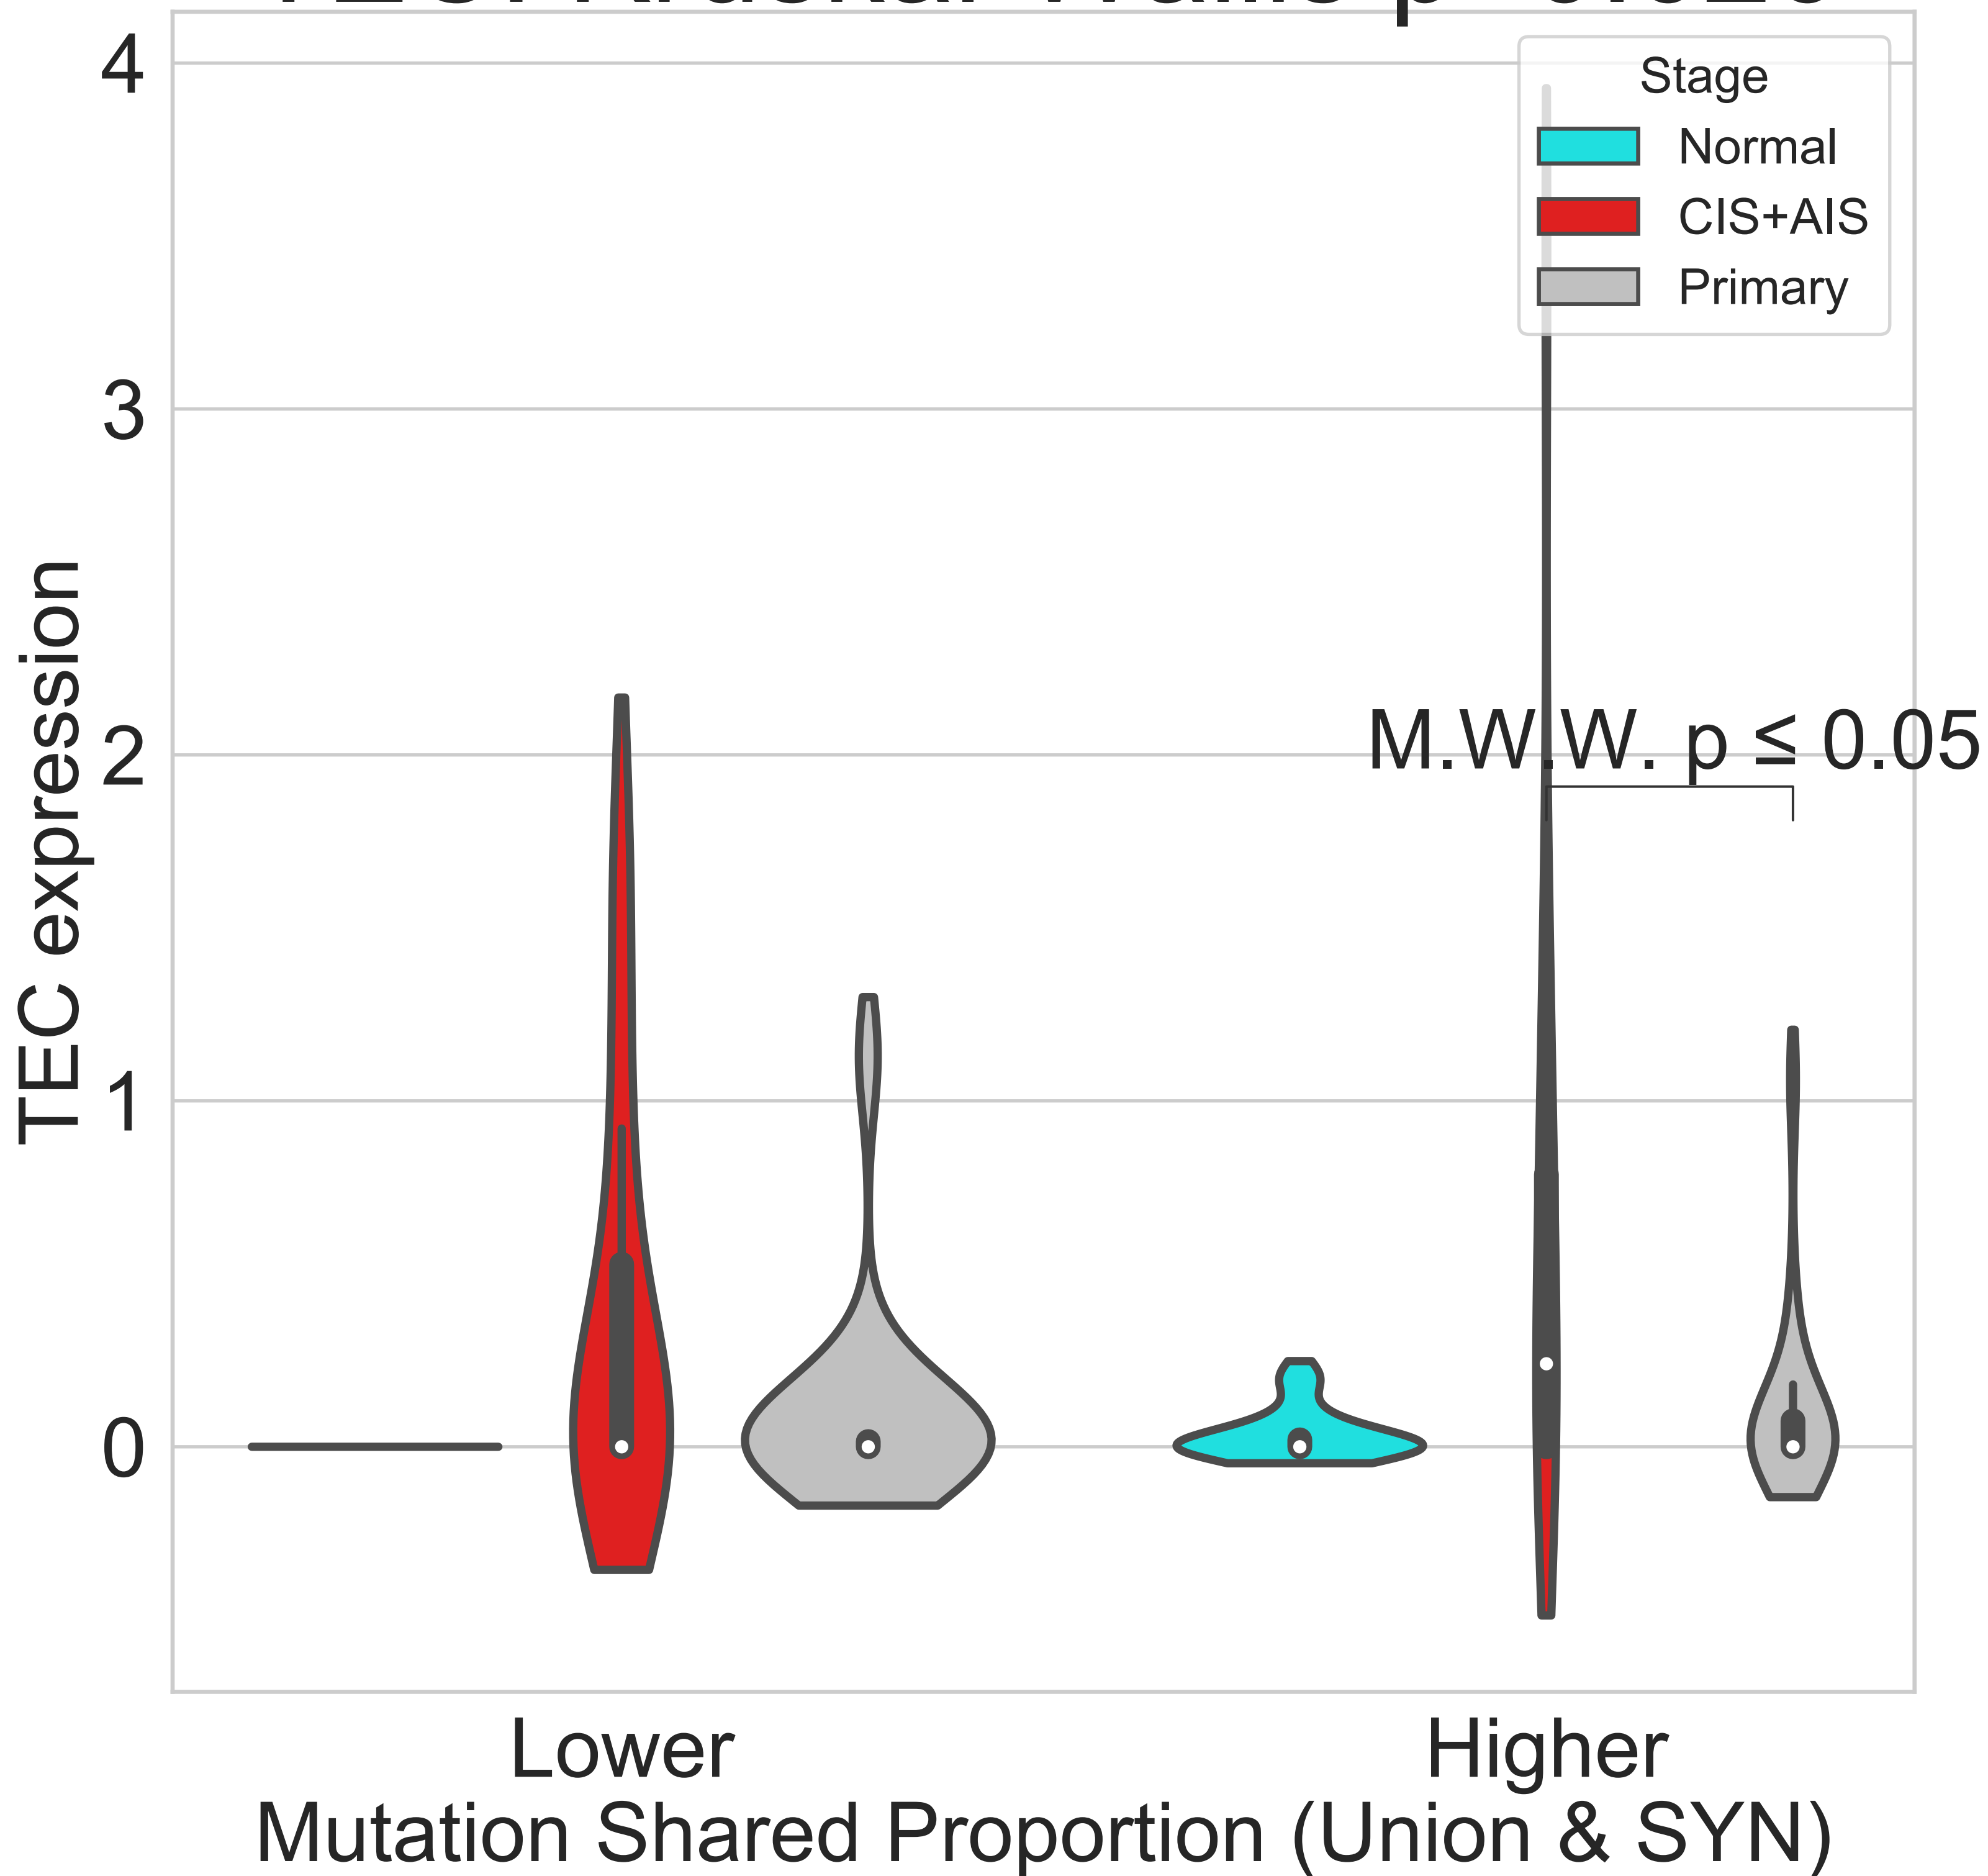 4
Stage
Normal
CIS+AIS
Primary
3
M.W.W. p ≤ 0.05
2
TEC expression
1
0
Lower Higher
Mutation Shared Proportion (Union & SYN)